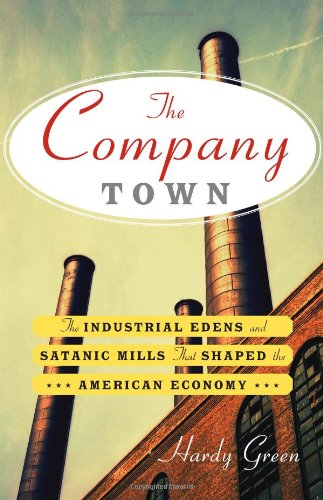 The
Company
TOWN
The INDUSTRIAL EDENS and
SATANIC MILLS That SHAPED the
*** AMERICAN ECONOMY ***
Hardy Green